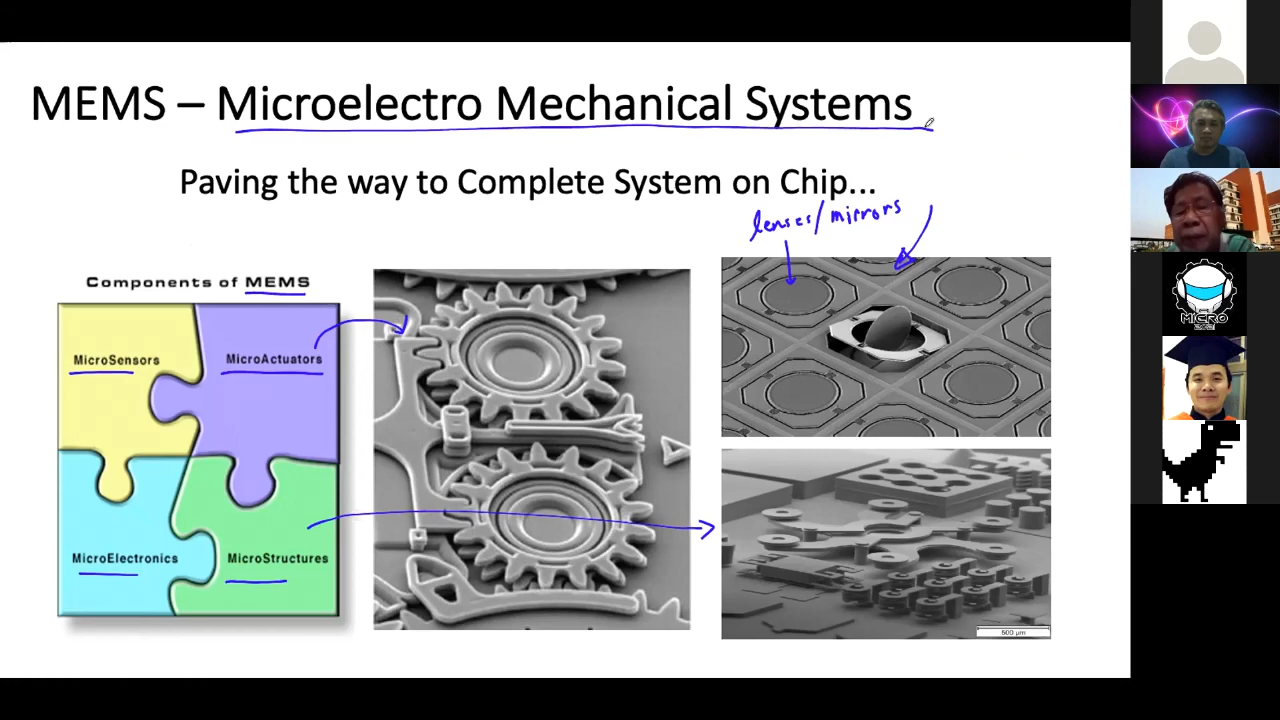 MEMS – Microelectro Mechanical Systems
Paving the way to Complete System on Chip...
lenses/mirrors
Components of MEMS
MicroSensors
MicroActuators
MicroElectronics
MicroStructures
500 µm
MICRO
2021